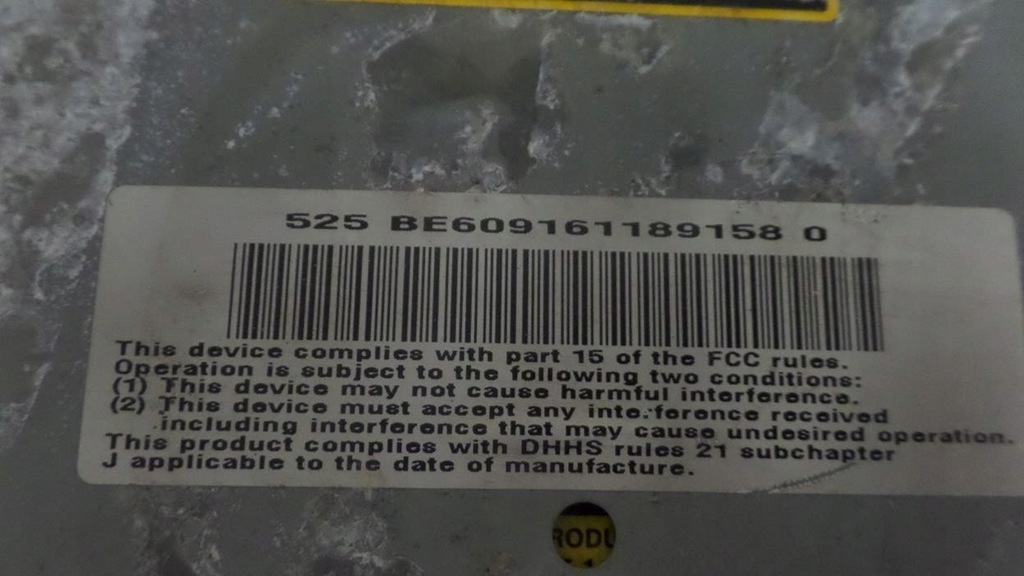 525 BE609161189158 0
This device complies with part 15 of the FCC rules.
Operation is subject to the following two conditions:
(1) This device may not cause harmful interference.
(2) This device must accept any interference received
including interference that may cause undesired operation.
This product complies with DHHS rules 21 subchapter
J applicable to the date of manufacture.
RODU